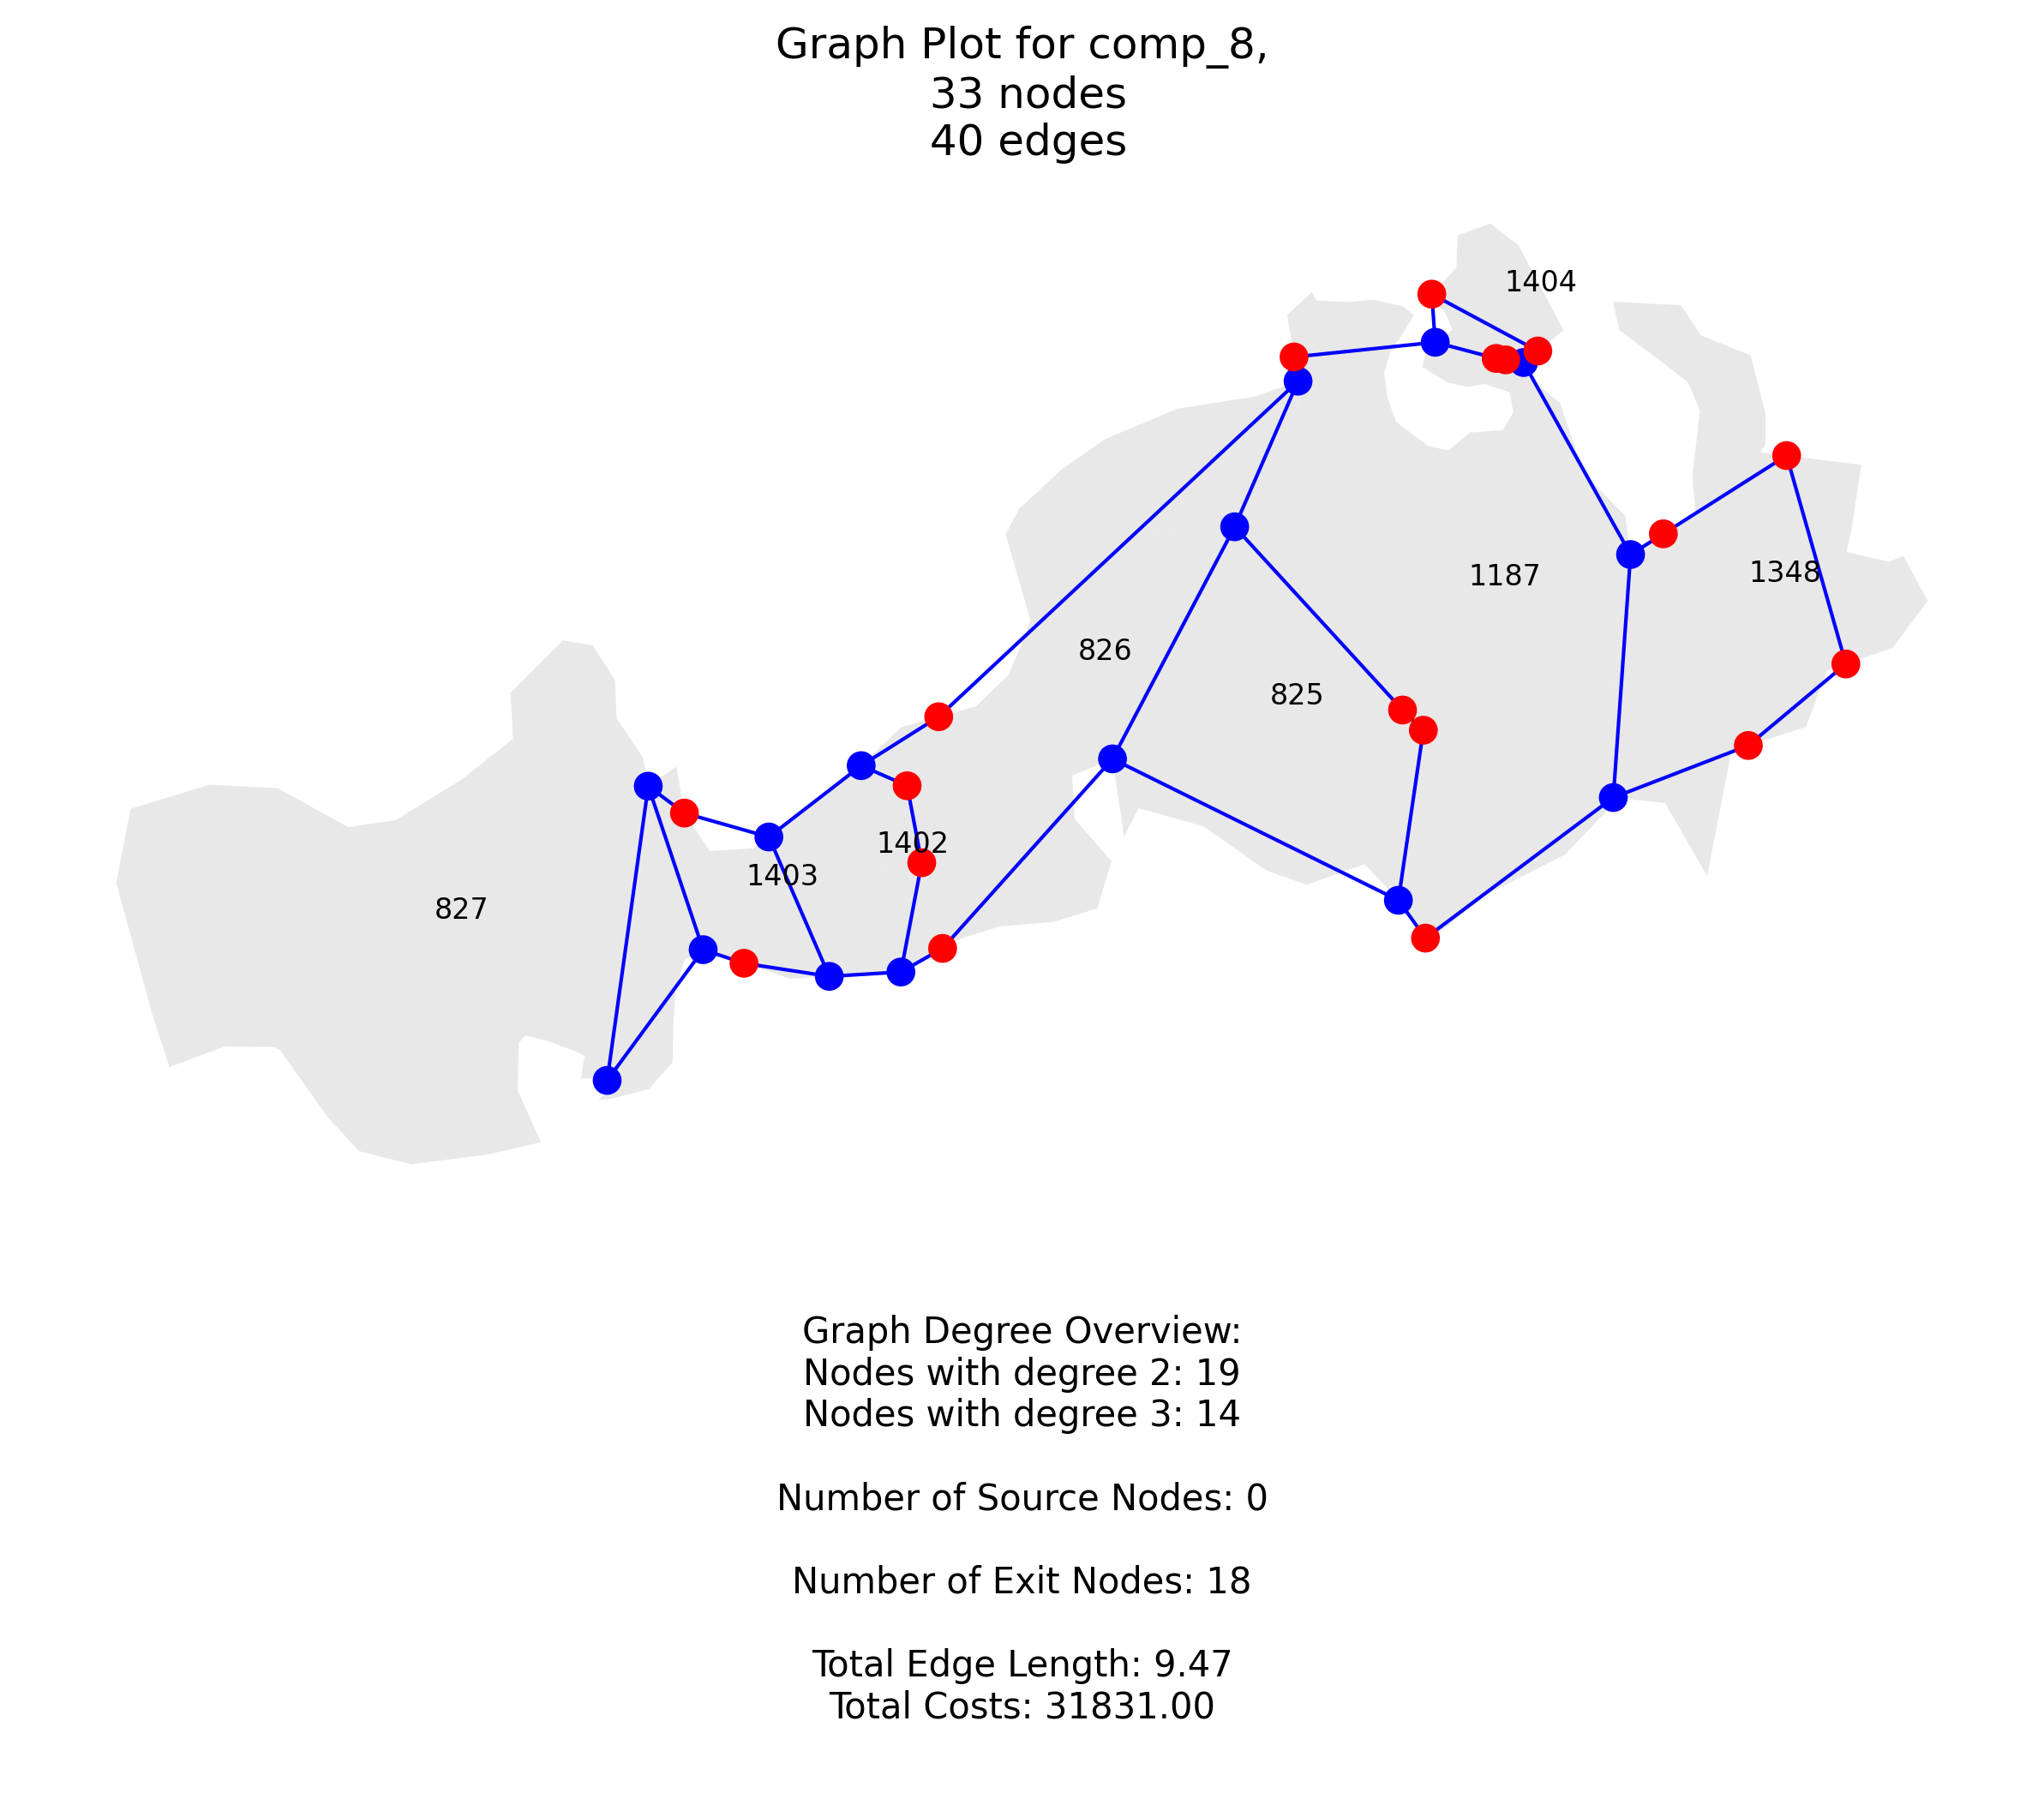 Graph Plot for comp_8,
33 nodes
40 edges
1404
1187
1348
826
825
1402
1403
827
Graph Degree Overview:
Nodes with degree 2: 19
Nodes with degree 3: 14
Number of Source Nodes: 0
Number of Exit Nodes: 18
Total Edge Length: 9.47
Total Costs: 31831.00